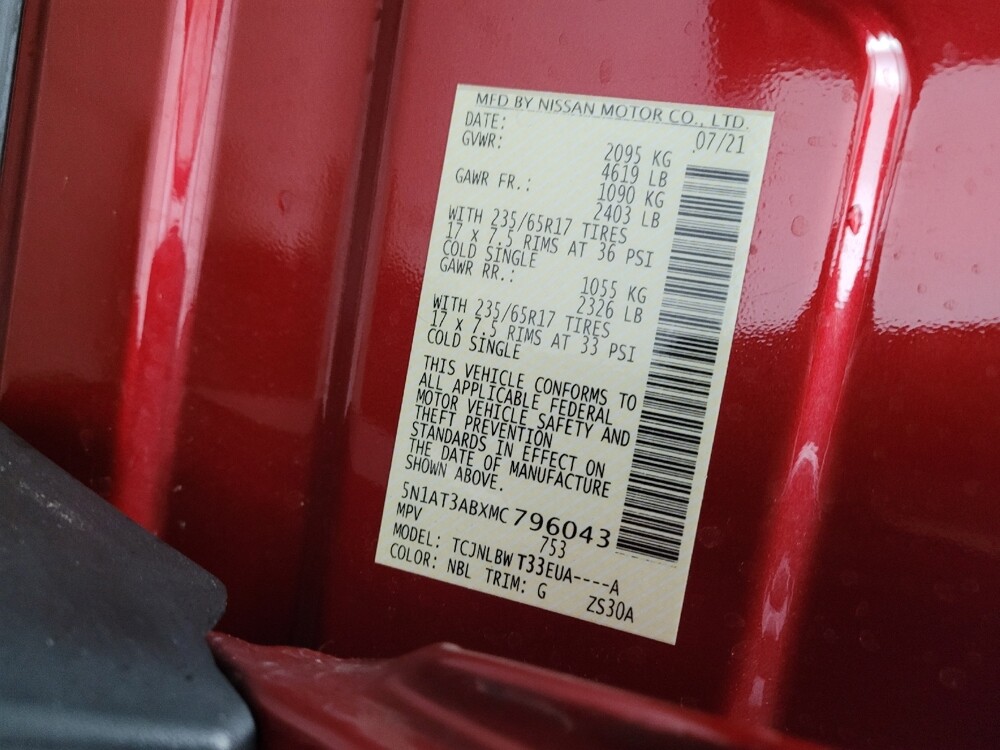 MFD BY NISSAN MOTOR CO., LTD.
DATE: 07/21
GVWR: 2095 KG
4619 LB
GAWR FR.: 1090 KG
2403 LB
WITH 235/65R17 TIRES
17 x 7.5 RIMS AT 36 PSI
COLD SINGLE
GAWR RR.: 1055 KG
2326 LB
WITH 235/65R17 TIRES
17 x 7.5 RIMS AT 33 PSI
COLD SINGLE
THIS VEHICLE CONFORMS TO
ALL APPLICABLE FEDERAL
MOTOR VEHICLE SAFETY AND
THEFT PREVENTION
STANDARDS IN EFFECT ON
THE DATE OF MANUFACTURE
SHOWN ABOVE.
5N1AT3ABXMC796043
MPV 753
MODEL: TCJNLBW T33EUA----A
COLOR: NBL TRIM: G ZS30A